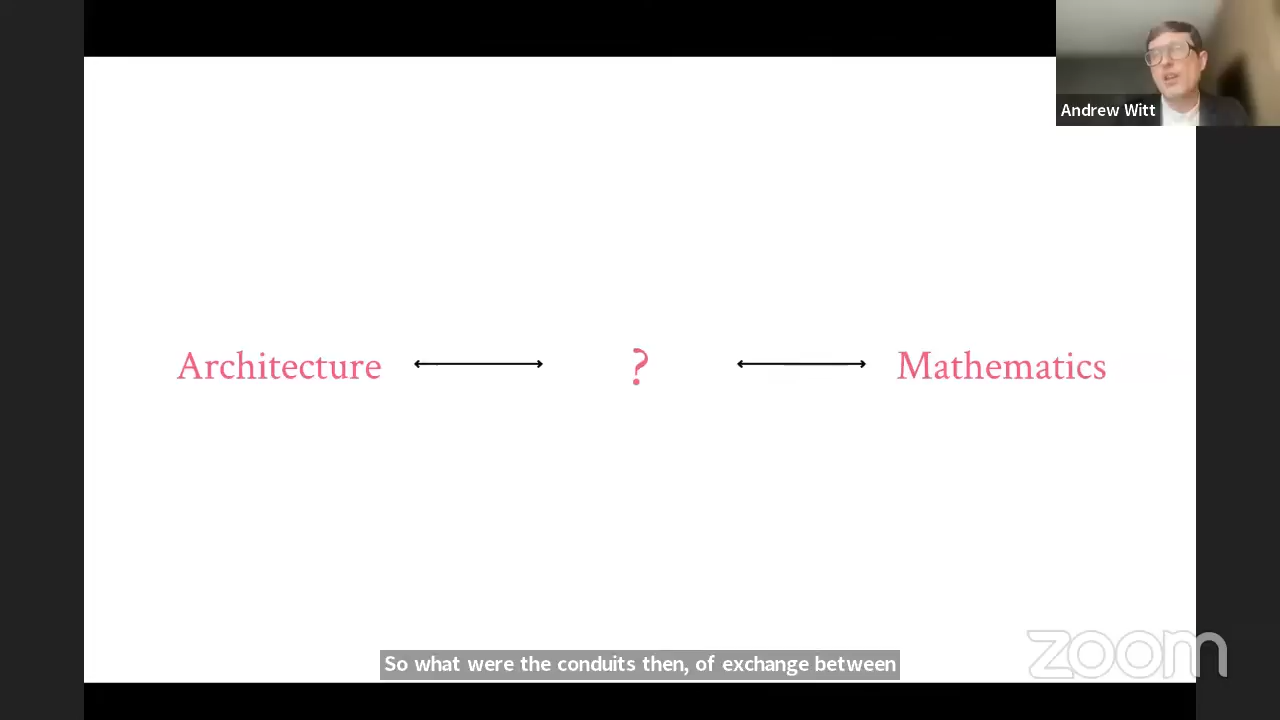 Andrew Witt
Architecture ? Mathematics
So what were the conduits then, of exchange between
zoom